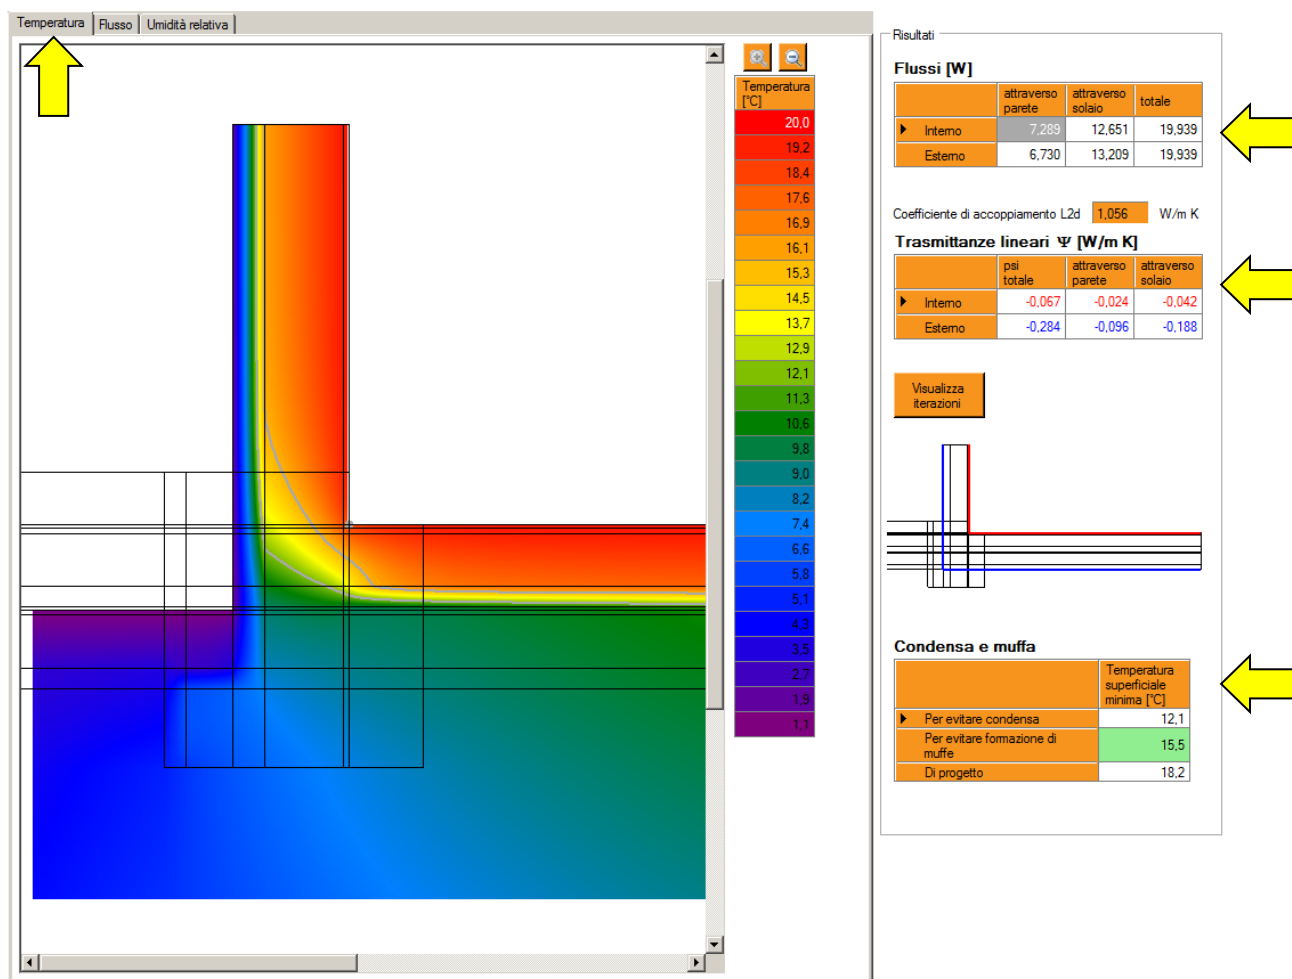 Temperatura
Flusso
Umidità relativa
Temperatura
[°C]
20,0
19,2
18,4
17,6
16,9
16,1
15,3
14,5
13,7
12,9
12,1
11,3
10,6
9,8
9,0
8,2
7,4
6,6
5,8
5,1
4,3
3,5
2,7
1,9
1,1
Risultati
Flussi [W]
attraverso parete
attraverso solaio
totale
Interno 7,289 12,651 19,939
Esterno 6,730 13,209 19,939
Coefficiente di accoppiamento L2d 1,056 W/m K
Trasmittanze lineari Ψ [W/m K]
psi totale
attraverso parete
attraverso solaio
Interno -0,067 -0,024 -0,042
Esterno -0,284 -0,096 -0,188
Visualizza
iterazioni
Condensa e muffa
Temperatura
superficiale
minima [°C]
Per evitare condensa 12,1
Per evitare formazione di
muffe 15,5
Di progetto 18,2